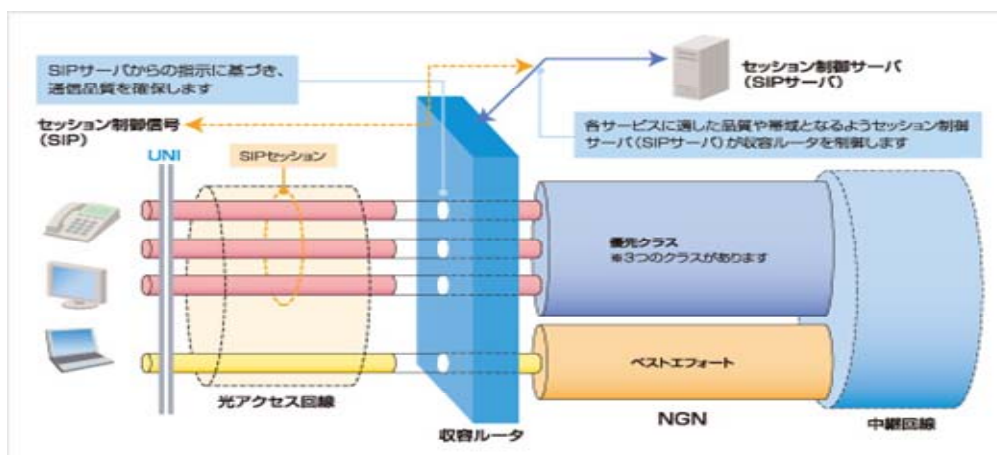 SIPサーバからの指示に基づき、
通信品質を確保します
セッション制御サーバ
(SIPサーバ)
セッション制御信号
(SIP)
各サービスに適した品質や帯域となるようセッション制御
サーバ(SIPサーバ)が収容ルータを制御します
UNI
SIPセッション
優先クラス
※3つのクラスがあります
ベストエフォート
光アクセス回線
収容ルータ
NGN
中継回線